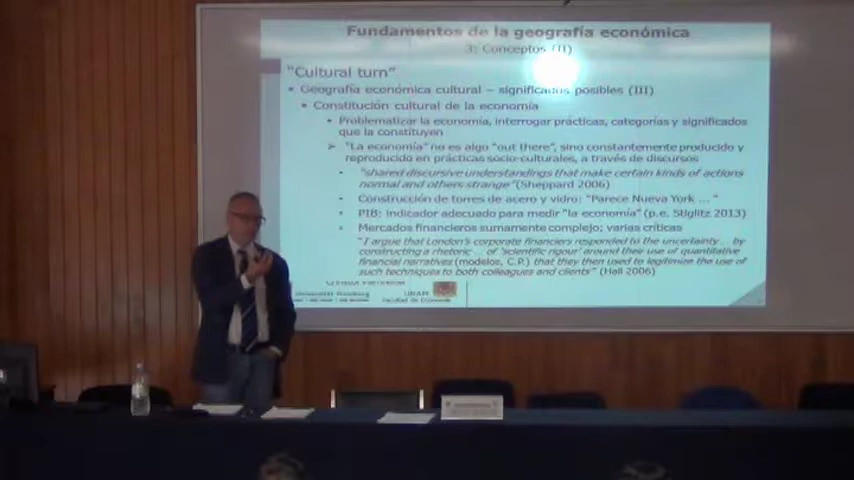 Fundamentos de la geografía económica
3: Conceptos (II)
"Cultural turn"
• Geografía económica cultural – significados posibles (III)
• Constitución cultural de la economía
• Problematizar la economía, interrogar prácticas, categorías y significados
que la constituyen
➢ "La economía" no es algo "out there", sino constantemente producido y
reproducido en prácticas socio-culturales, a través de discursos
- "shared discursive understandings that make certain kinds of actions
normal and others strange" (Sheppard 2006)
- Construcción de torres de acero y vidro: "Parece Nueva York ... "
- PIB: indicador adecuado para medir "la economía" (p.e. Stiglitz 2013)
- Mercados financieros sumamente complejo; varias críticas
"I argue that London's corporate financiers responded to the uncertainty ... by
constructing a rhetoric ... of 'scientific rigour' around their use of quantitative
financial narratives (modelos, C.P.) that they then used to legitimize the use of
such techniques to both colleagues and clients" (Hall 2006)
UNAM
Facultad de Economía